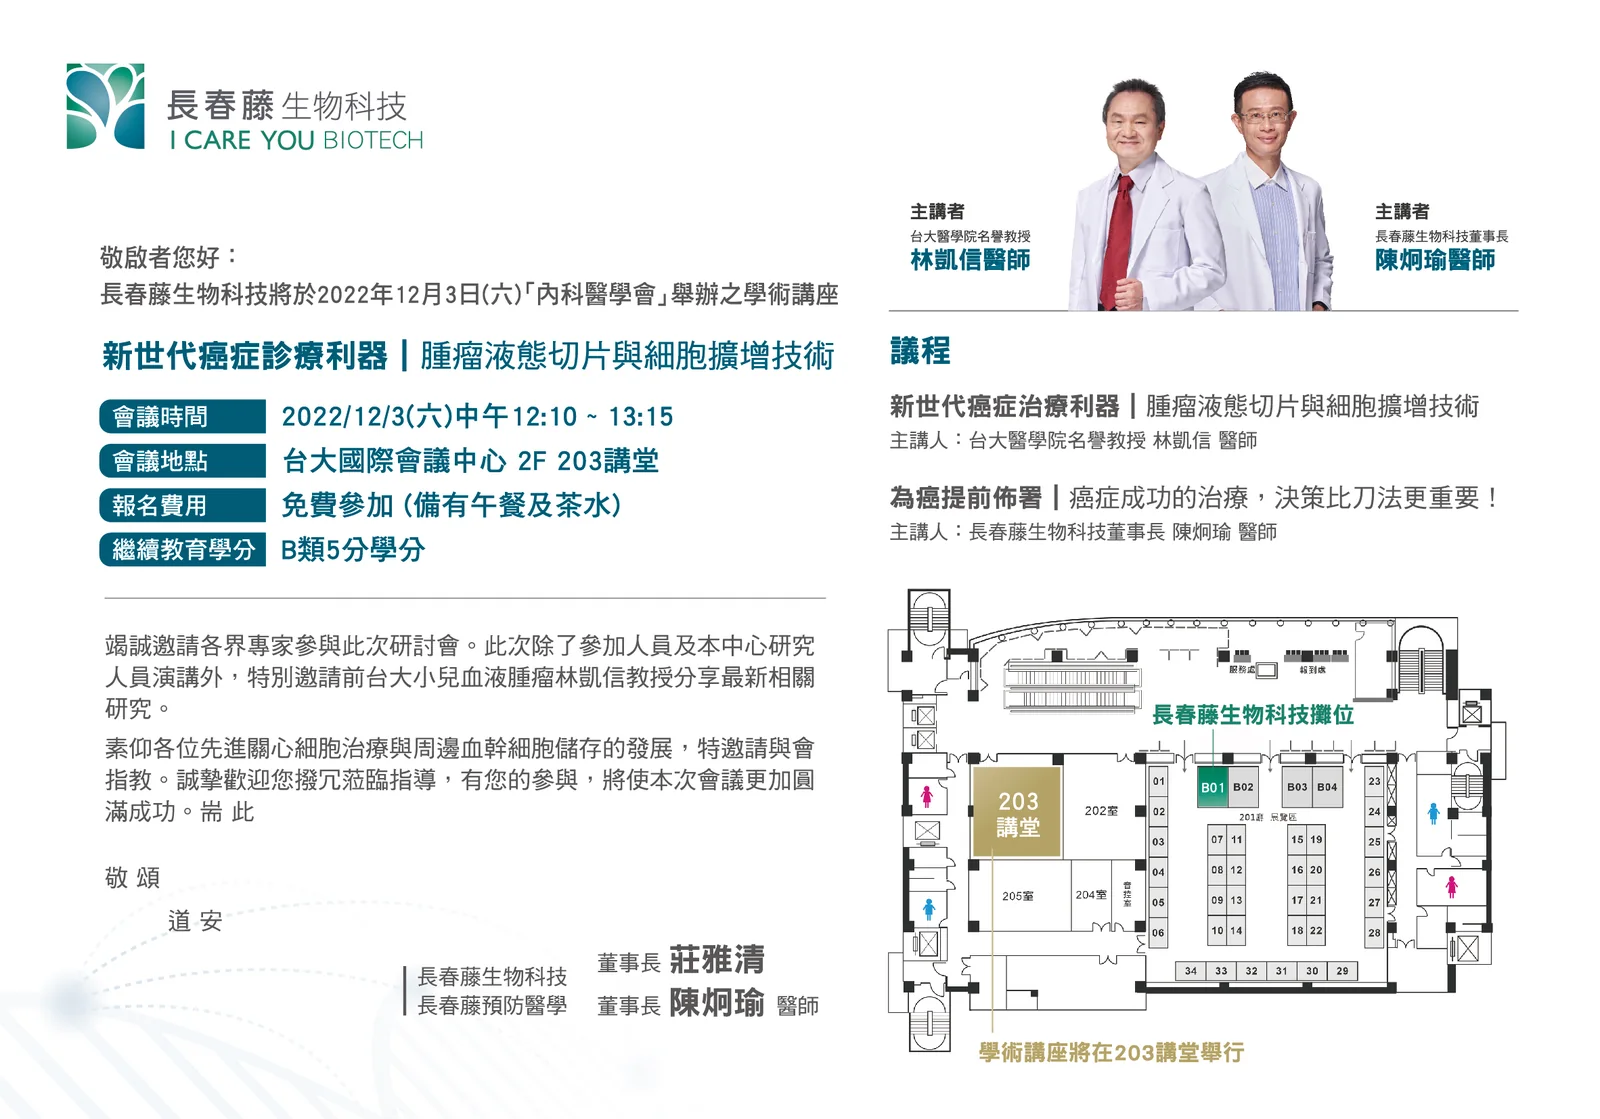 長春藤生物科技
I CARE YOU BIOTECH
敬啟者您好：
長春藤生物科技將於2022年12月3日(六)「內科醫學會」舉辦之學術講座
新世代癌症診療利器｜腫瘤液態切片與細胞擴增技術
會議時間 2022/12/3(六)中午12:10 ~ 13:15
會議地點 台大國際會議中心 2F 203講堂
報名費用 免費參加 (備有午餐及茶水)
繼續教育學分 B類5分學分
竭誠邀請各界專家參與此次研討會。此次除了參加人員及本中心研究
人員演講外，特別邀請前台大小兒血液腫瘤林凱信教授分享最新相關
研究。
素仰各位先進關心細胞治療與周邊血幹細胞儲存的發展，特邀請與會
指教。誠摯歡迎您撥冗蒞臨指導，有您的參與，將使本次會議更加圓
滿成功。耑 此
敬 頌
道 安
長春藤生物科技 董事長 莊雅清
長春藤預防醫學 董事長 陳炯瑜 醫師
主講者
台大醫學院名譽教授
林凱信醫師
主講者
長春藤生物科技董事長
陳炯瑜醫師
議程
新世代癌症治療利器｜腫瘤液態切片與細胞擴增技術
主講人：台大醫學院名譽教授 林凱信 醫師
為癌提前佈署｜癌症成功的治療，決策比刀法更重要！
主講人：長春藤生物科技董事長 陳炯瑜 醫師
服務處 報到處
長春藤生物科技攤位
203
講堂
202室
205室
204室
音控室
201廳 展覽區
B01 B02 B03 B04
01
02
03
04
05
06
07 11
08 12
09 13
10 14
15 19
16 20
17 21
18 22
23
24
25
26
27
28
34 33 32 31 30 29
學術講座將在203講堂舉行